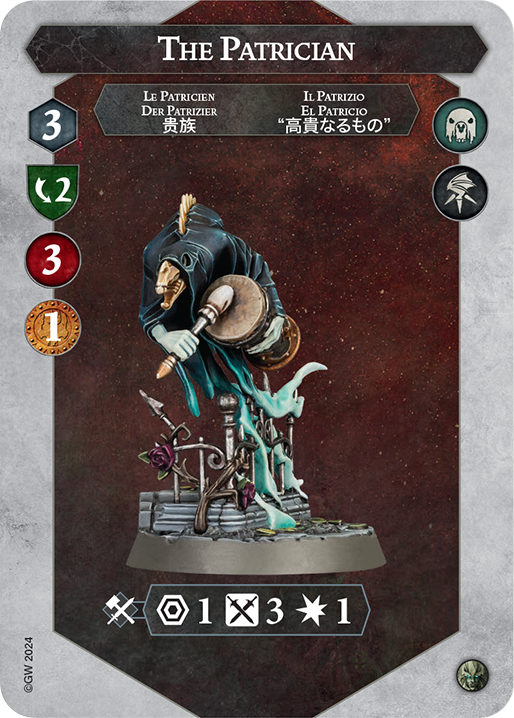 The Patrician
Le Patricien
Der Patrizier
贵族
Il Patrizio
El Patricio
“高貴なるもの”
3
2
3
1
1 3 1
©GW 2024